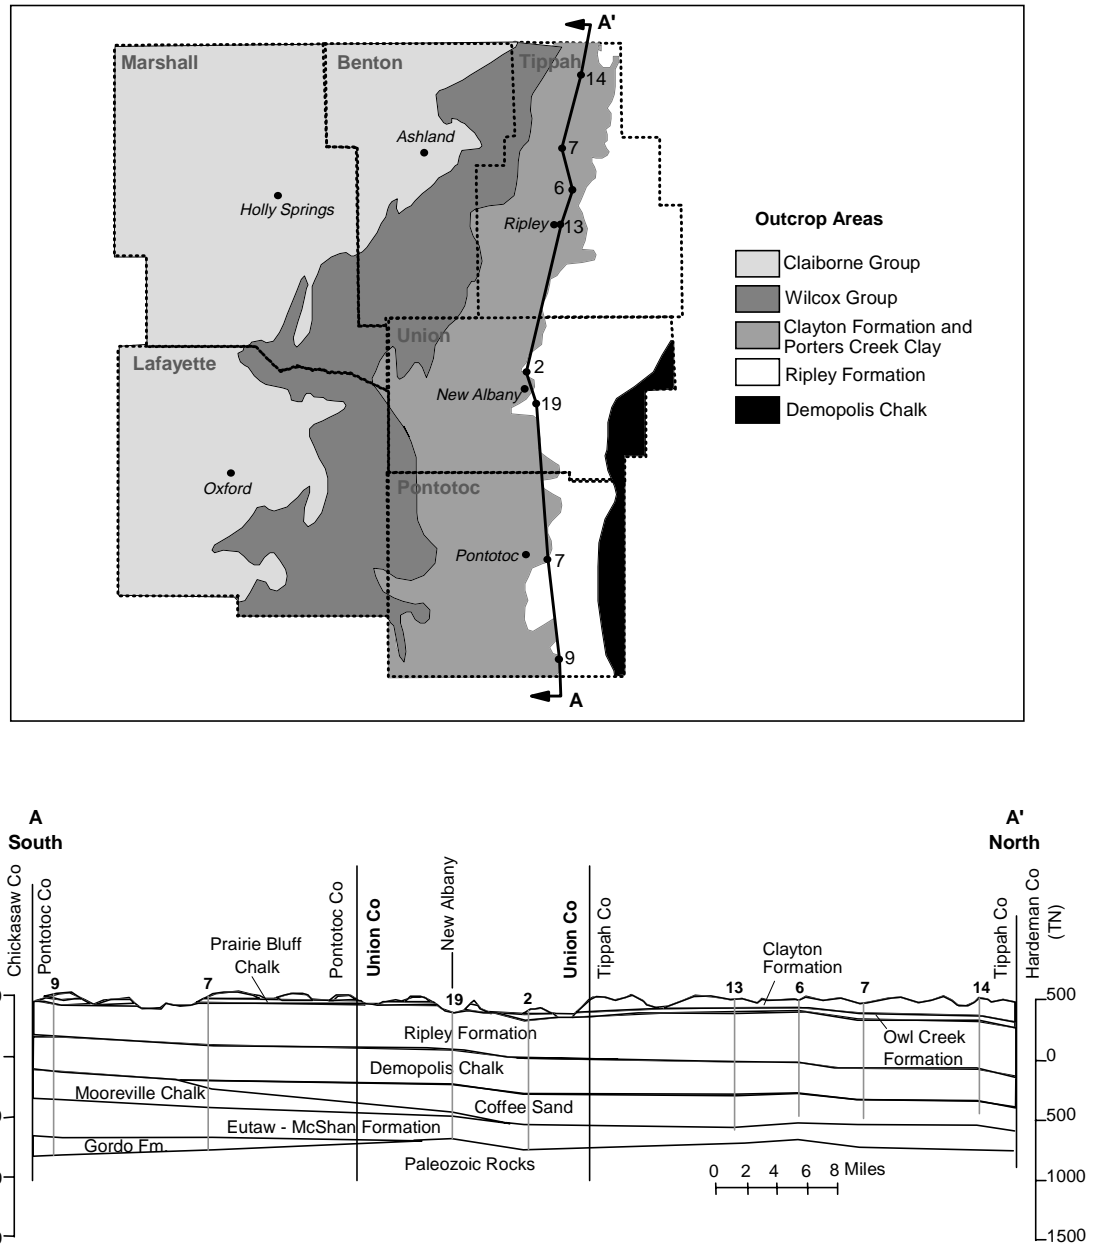 A'
Marshall
Benton
Tippah
14
Ashland
7
6
Holly Springs
Ripley
13
Outcrop Areas
Claiborne Group
Wilcox Group
Clayton Formation and
Porters Creek Clay
Ripley Formation
Demopolis Chalk
Union
Lafayette
2
New Albany
19
Oxford
Pontotoc
Pontotoc
7
9
A
A
South
A'
North
Chickasaw Co
Pontotoc Co
Pontotoc Co
Union Co
New Albany
Union Co
Tippah Co
Tippah Co
Hardeman Co
(TN)
Prairie Bluff
Chalk
Clayton
Formation
9
7
19
2
13
6
7
14
500
Ripley Formation
Owl Creek
Formation
0
Demopolis Chalk
Mooreville Chalk
Coffee Sand
500
Eutaw - McShan Formation
Gordo Fm.
Paleozoic Rocks
0 2 4 6 8 Miles
1000
1500